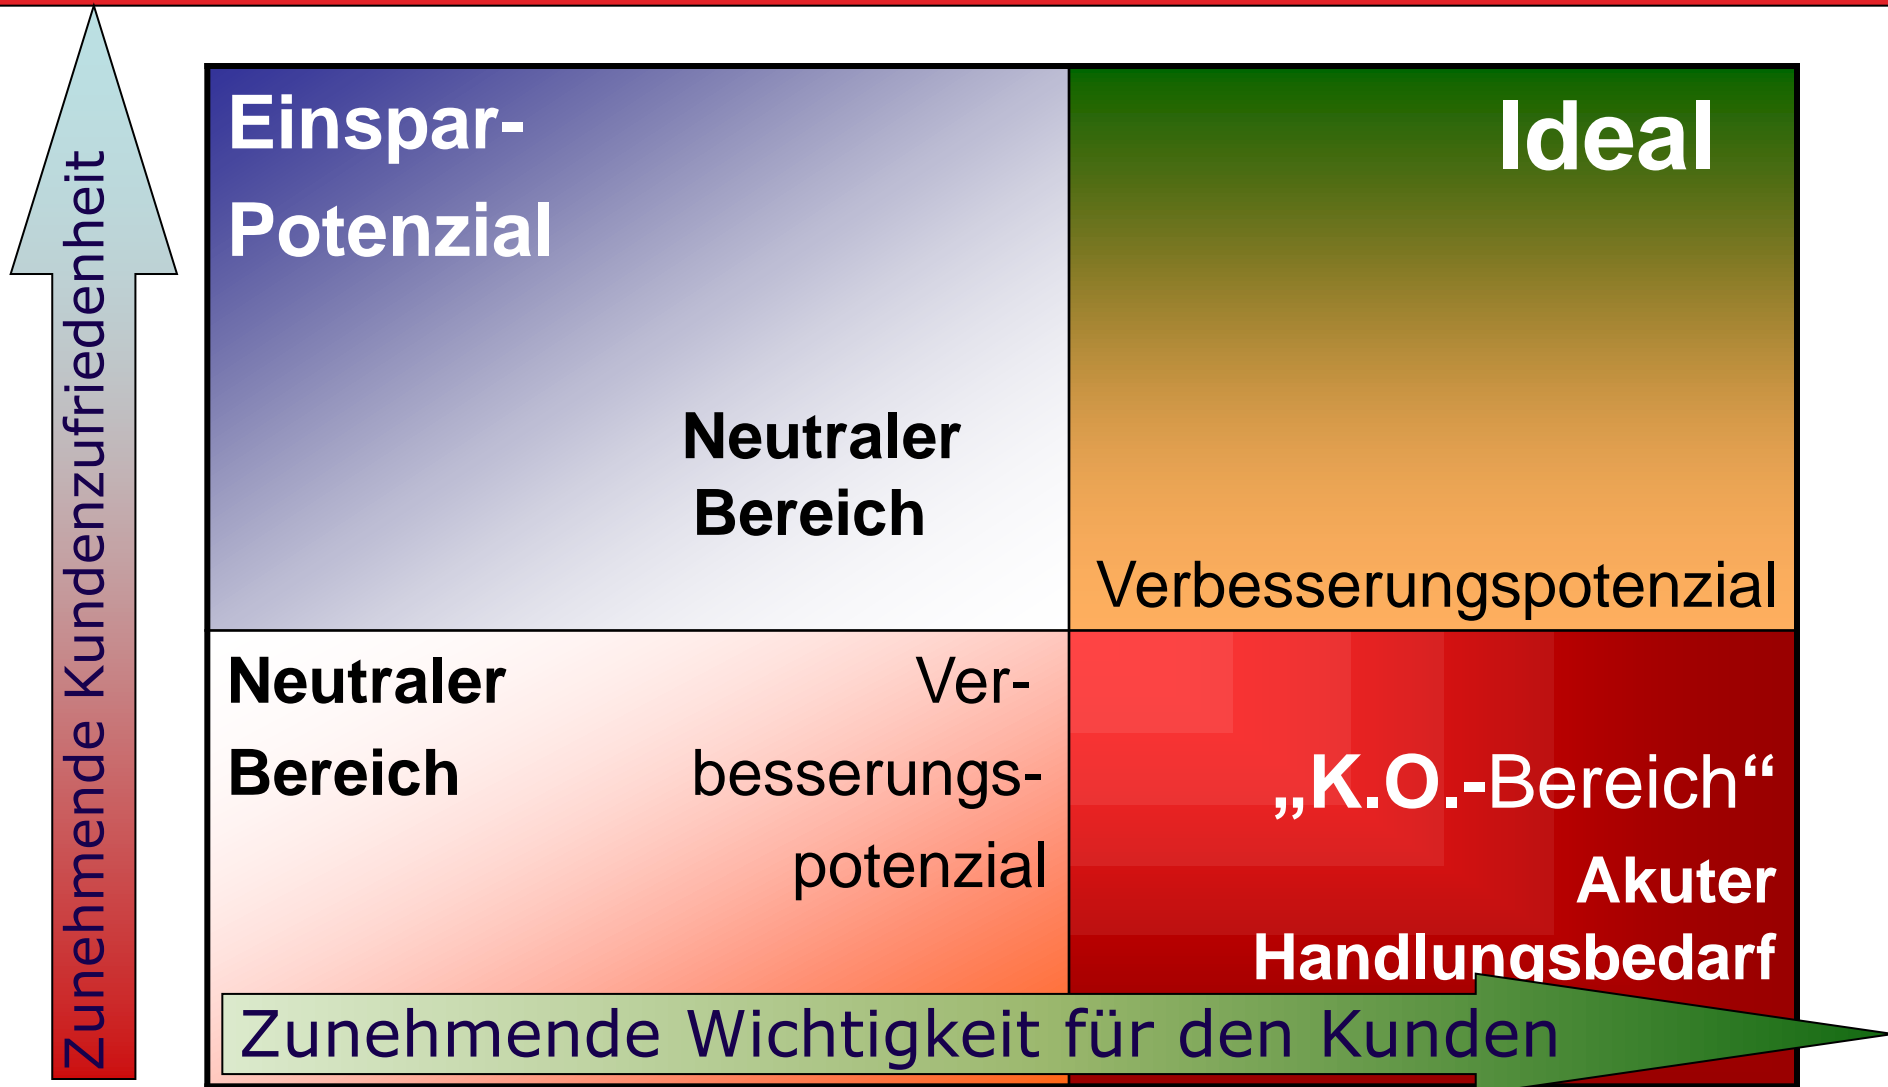 Zunehmende Kundenzufriedenheit
Einspar-
Potenzial
Neutraler
Bereich
Ideal
Verbesserungspotenzial
Neutraler
Bereich
Ver-
besserungs-
potenzial
„K.O.-Bereich“
Akuter
Handlungsbedarf
Zunehmende Wichtigkeit für den Kunden